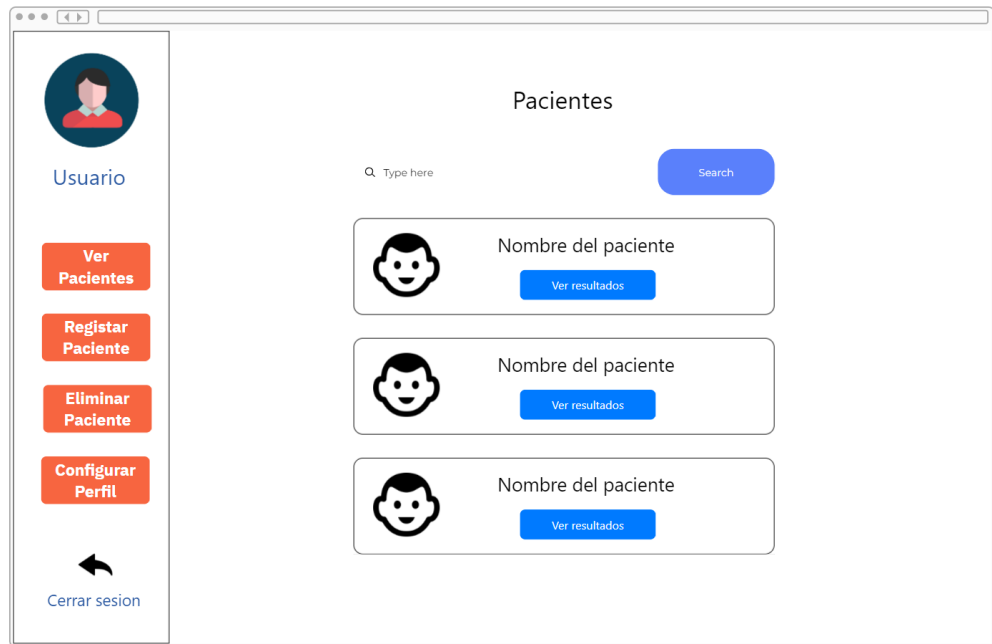 Usuario
Ver
Pacientes
Registar
Paciente
Eliminar
Paciente
Configurar
Perfil
Cerrar sesion
Pacientes
Type here
Search
Nombre del paciente
Ver resultados
Nombre del paciente
Ver resultados
Nombre del paciente
Ver resultados